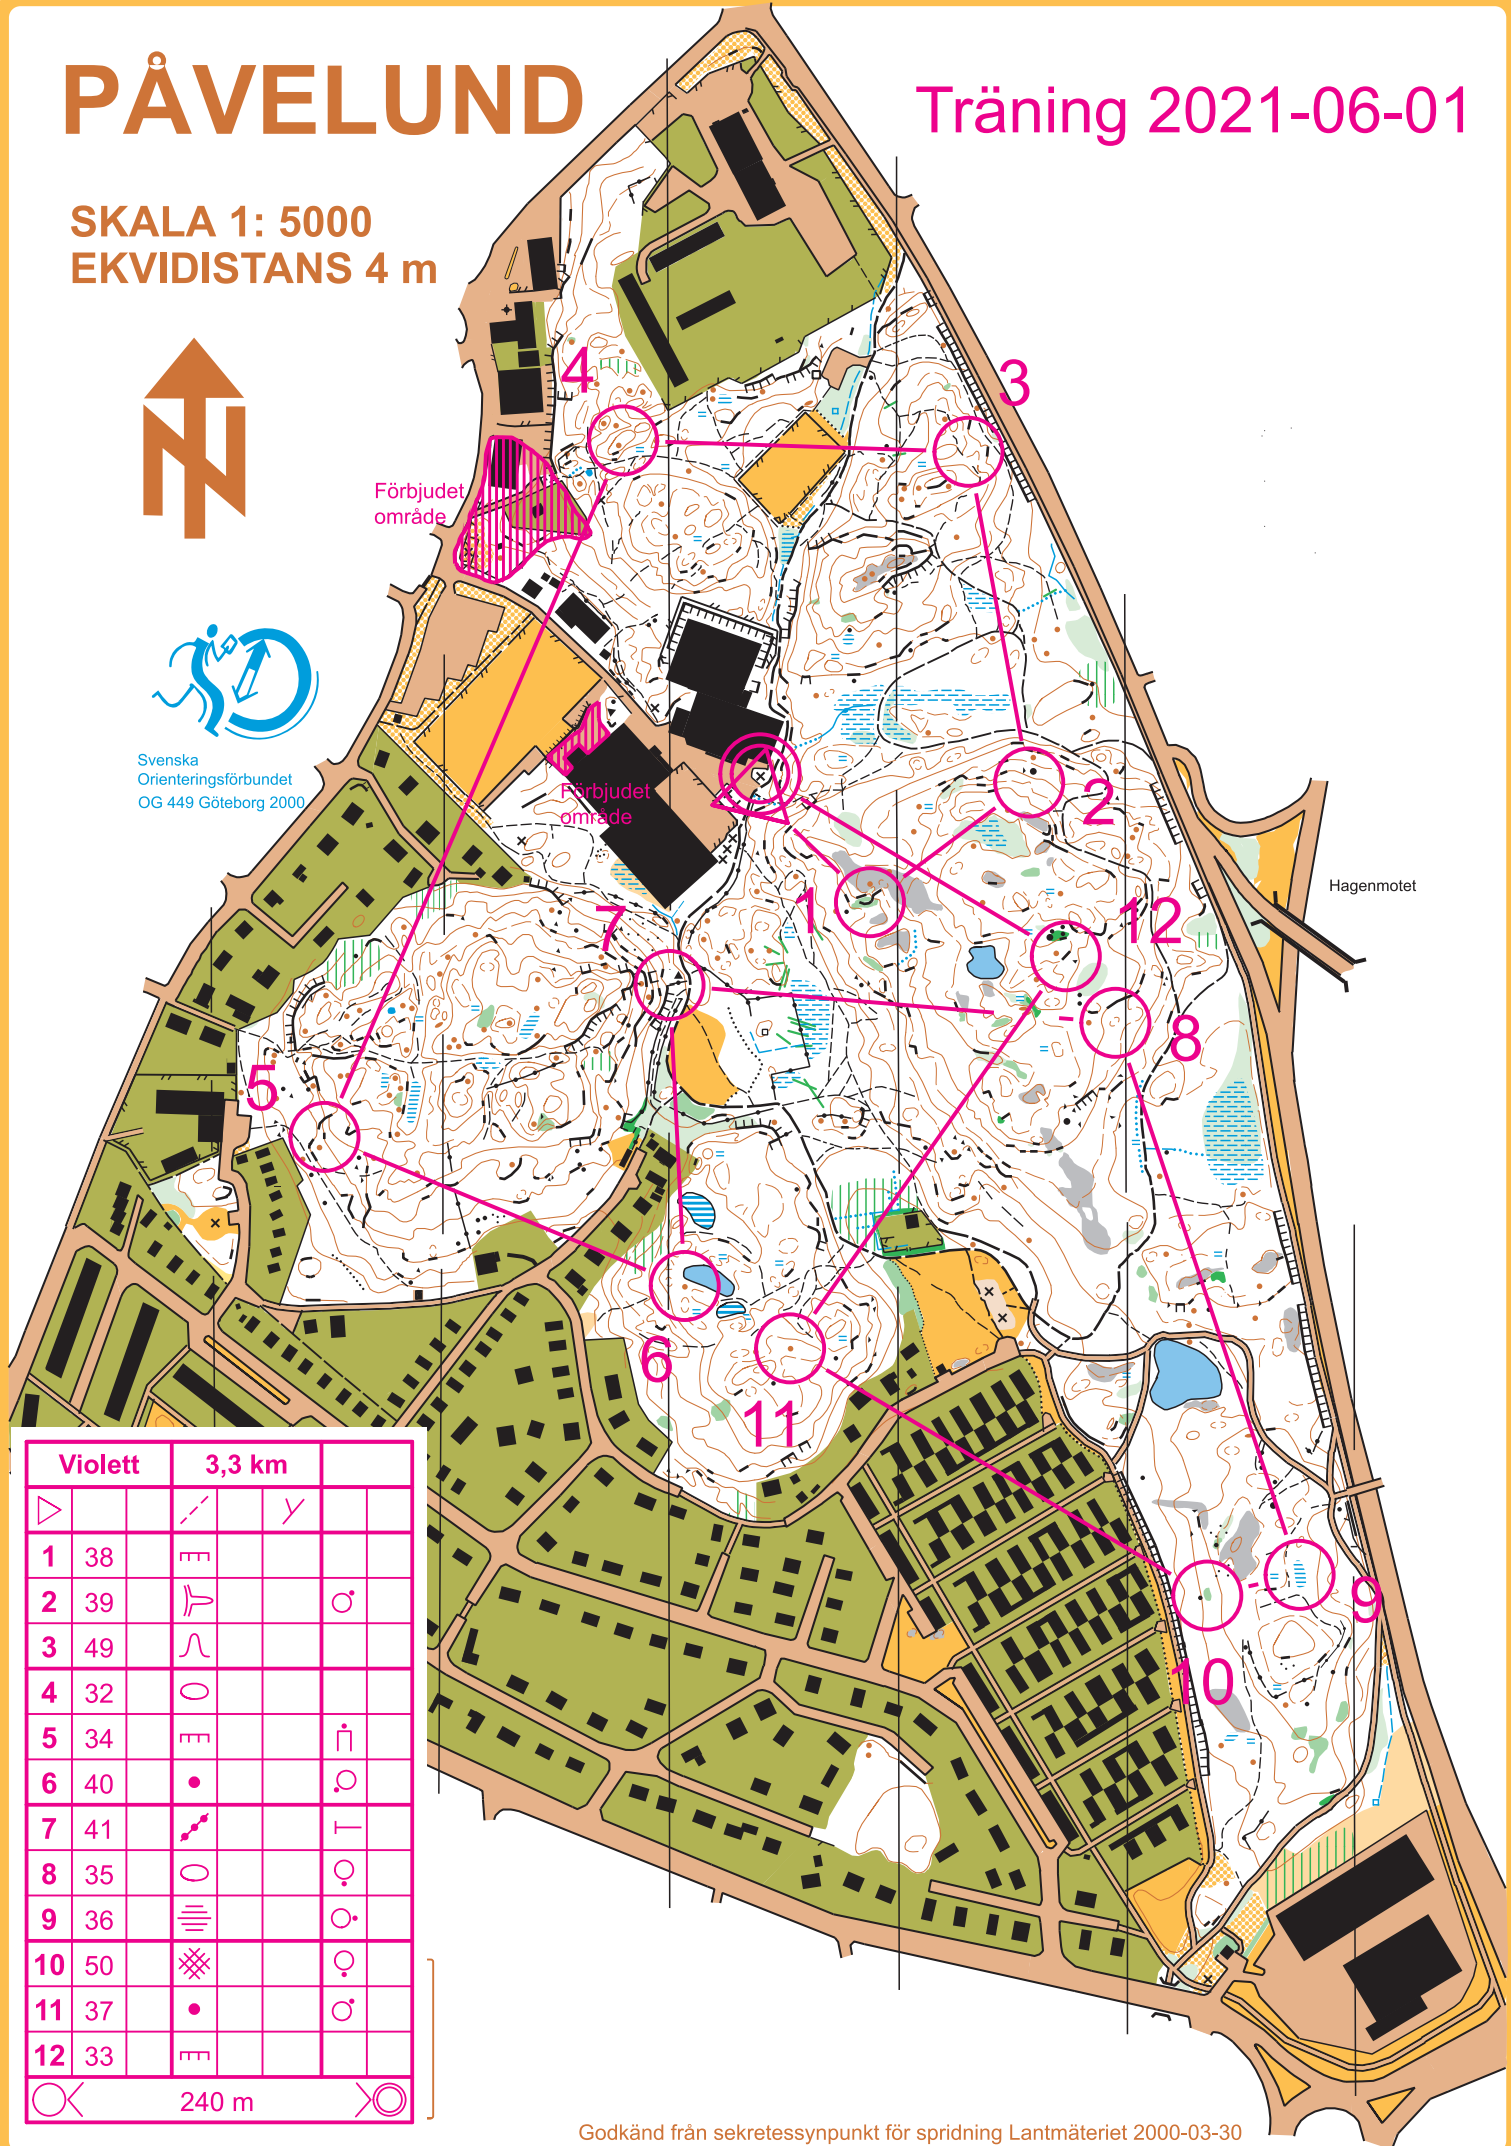 PÅVELUND
Träning 2021-06-01
SKALA 1: 5000
EKVIDISTANS 4 m
4
3
Förbjudet
område
Svenska
Orienteringsförbundet
OG 449 Göteborg 2000
Förbjudet
område
2
Hagenmotet
7
1
12
8
5
6
11
9
10
Violett 3,3 km
1 38
2 39
3 49
4 32
5 34
6 40
7 41
8 35
9 36
10 50
11 37
12 33
240 m
Godkänd från sekretessynpunkt för spridning Lantmäteriet 2000-03-30